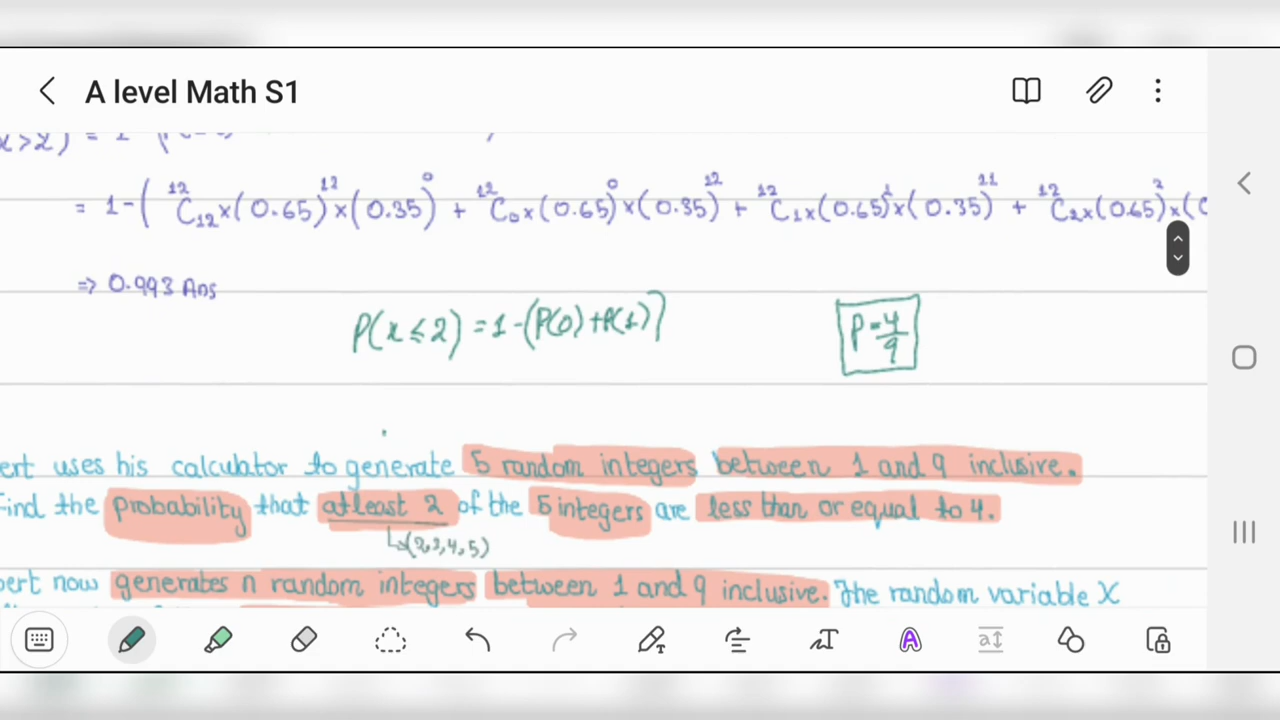 A level Math S1
x>2) = 1
= 1-( ¹²C₁₂×(0.65)¹²×(0.35)⁰ + ¹²C₀×(0.65)⁰×(0.35)¹² + ¹²C₁×(0.65)¹×(0.35)¹¹ + ¹²C₂×(0.65)²×(
=> 0.993 Ans
P(x≤2) = 1-(P(0)+P(1))
P=4/9
ert uses his calculator to generate 5 random integers between 1 and 9 inclusive.
Find the probability that atleast 2 of the 5 integers are less than or equal to 4.
(2,3,4,5)
ert now generates n random integers between 1 and 9 inclusive. The random variable X